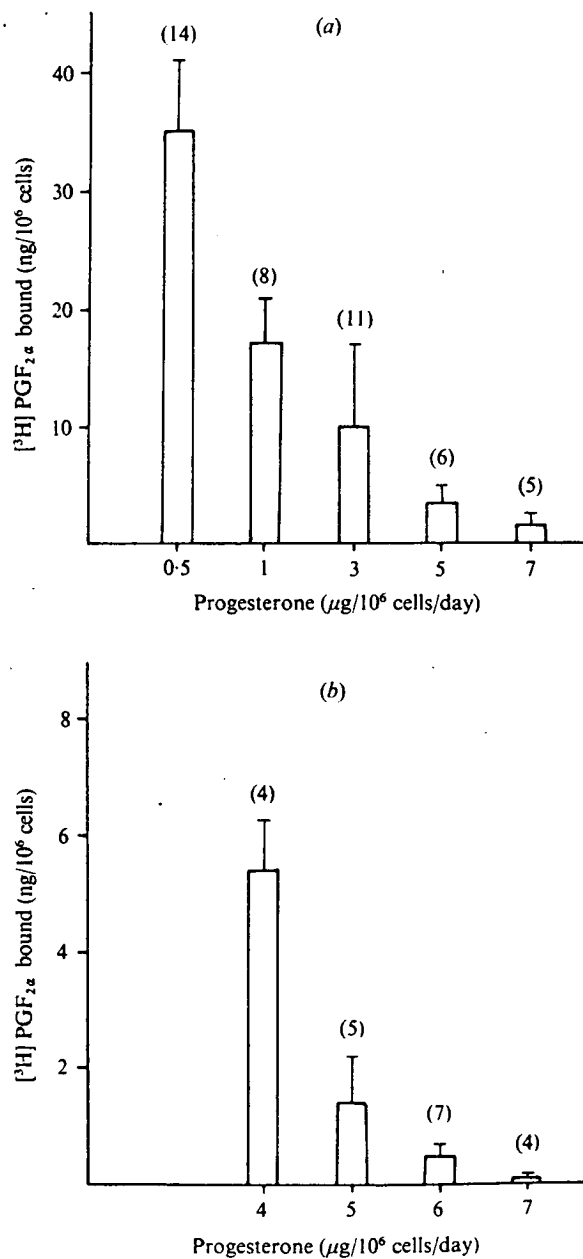 (a)
(14)
(8)
(11)
(6)
(5)
40
30
20
10
[³H] PGF₂α bound (ng/10⁶ cells)
0·5 1 3 5 7
Progesterone (μg/10⁶ cells/day)
(b)
(4)
(5)
(7)
(4)
8
6
4
2
[³H] PGF₂α bound (ng/10⁶ cells)
4 5 6 7
Progesterone (μg/10⁶ cells/day)